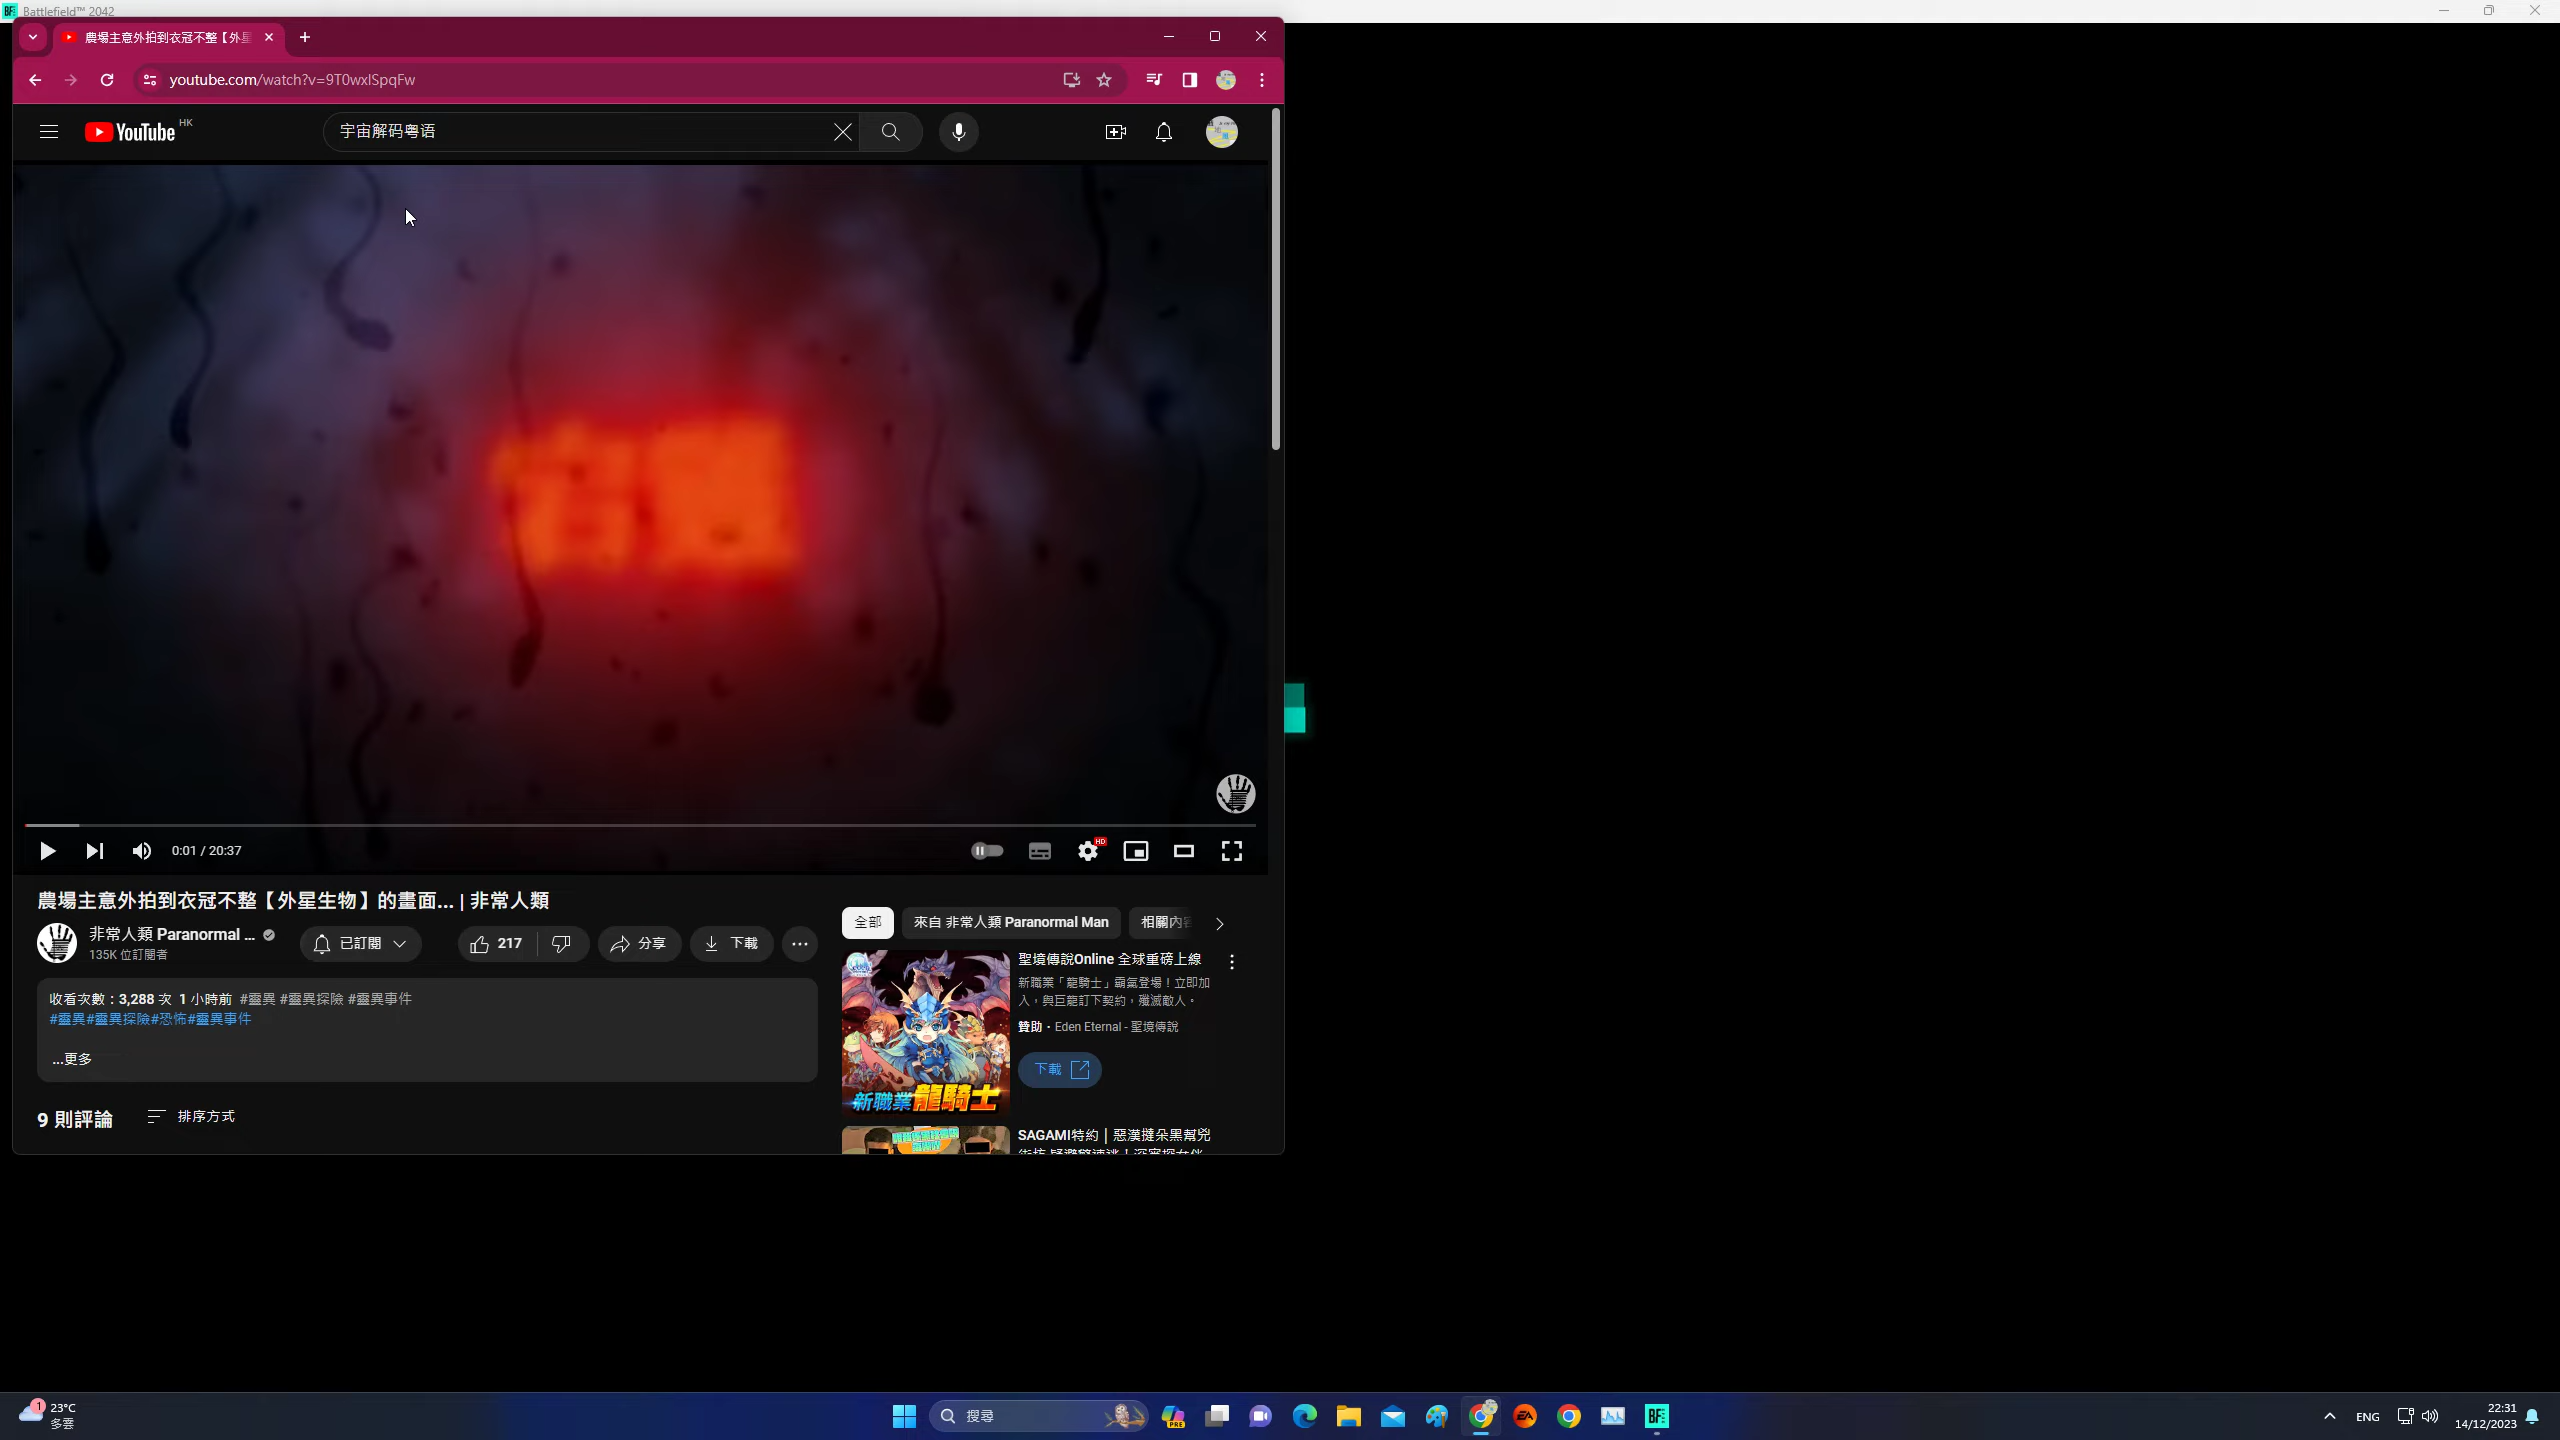 Battlefield™ 2042
農場主意外拍到衣冠不整【外星
youtube.com/watch?v=9T0wxlSpqFw
YouTube HK
宇宙解码粤语
0:01 / 20:37
HD
農場主意外拍到衣冠不整【外星生物】的畫面... | 非常人類
非常人類 Paranormal ...
135K 位訂閱者
已訂閱
217
分享
下載
收看次數：3,288 次 1 小時前 #靈異 #靈異探險 #靈異事件
#靈異#靈異探險#恐怖#靈異事件
...更多
9 則評論
排序方式
全部
來自 非常人類 Paranormal Man
相關內容
聖境傳說Online 全球重磅上線
新職業「龍騎士」霸氣登場！立即加
入，與巨龍訂下契約，殲滅敵人。
贊助・Eden Eternal - 聖境傳說
下載
新職業龍騎士
SAGAMI特約｜惡漢撻朵黑幫兇
1
23°C
多雲
搜尋
PRE
EA
BF
ENG
22:31
14/12/2023